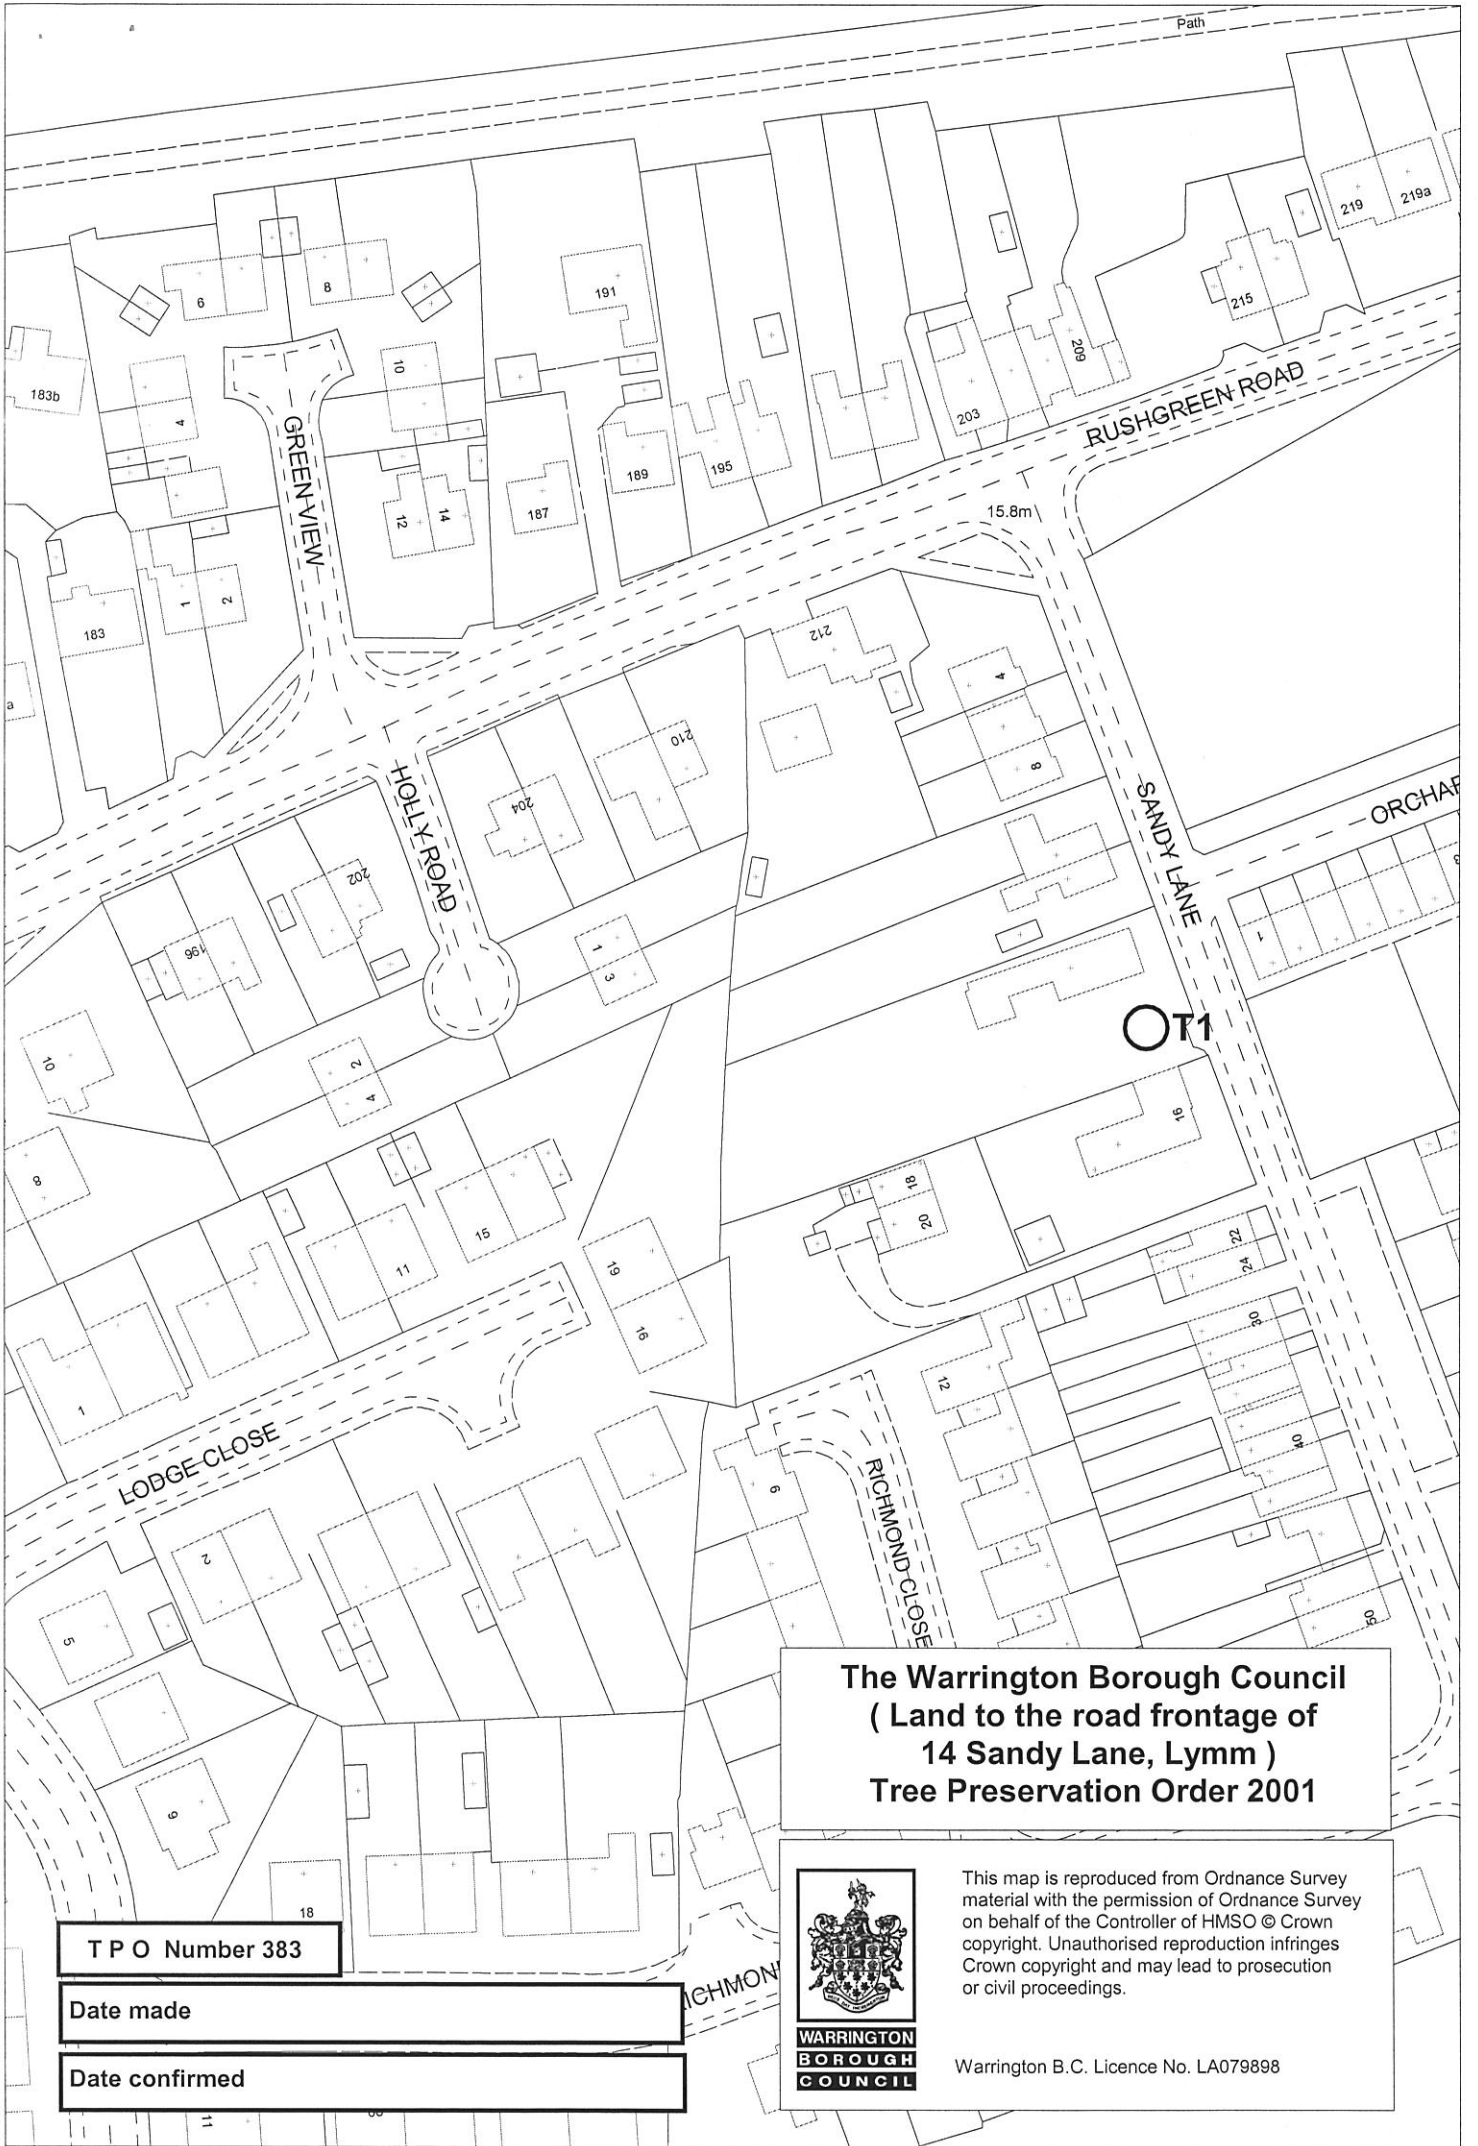 Path
219
219a
215
6
8
191
209
183b
10
4
203
RUSHGREEN ROAD
GREEN VIEW
195
189
187
12
14
15.8m
1
2
183
212
a
4
210
8
HOLLY ROAD
204
SANDY LANE
202
196
1
3
1
T1
10
2
4
16
8
18
20
15
11
19
16
22
24
30
12
1
40
LODGE CLOSE
6
RICHMOND CLOSE
2
5
50
The Warrington Borough Council
( Land to the road frontage of
14 Sandy Lane, Lymm )
Tree Preservation Order 2001
18
T P O Number 383
Date made
Date confirmed
11
WARRINGTON
BOROUGH
COUNCIL
This map is reproduced from Ordnance Survey
material with the permission of Ordnance Survey
on behalf of the Controller of HMSO © Crown
copyright. Unauthorised reproduction infringes
Crown copyright and may lead to prosecution
or civil proceedings.
Warrington B.C. Licence No. LA079898